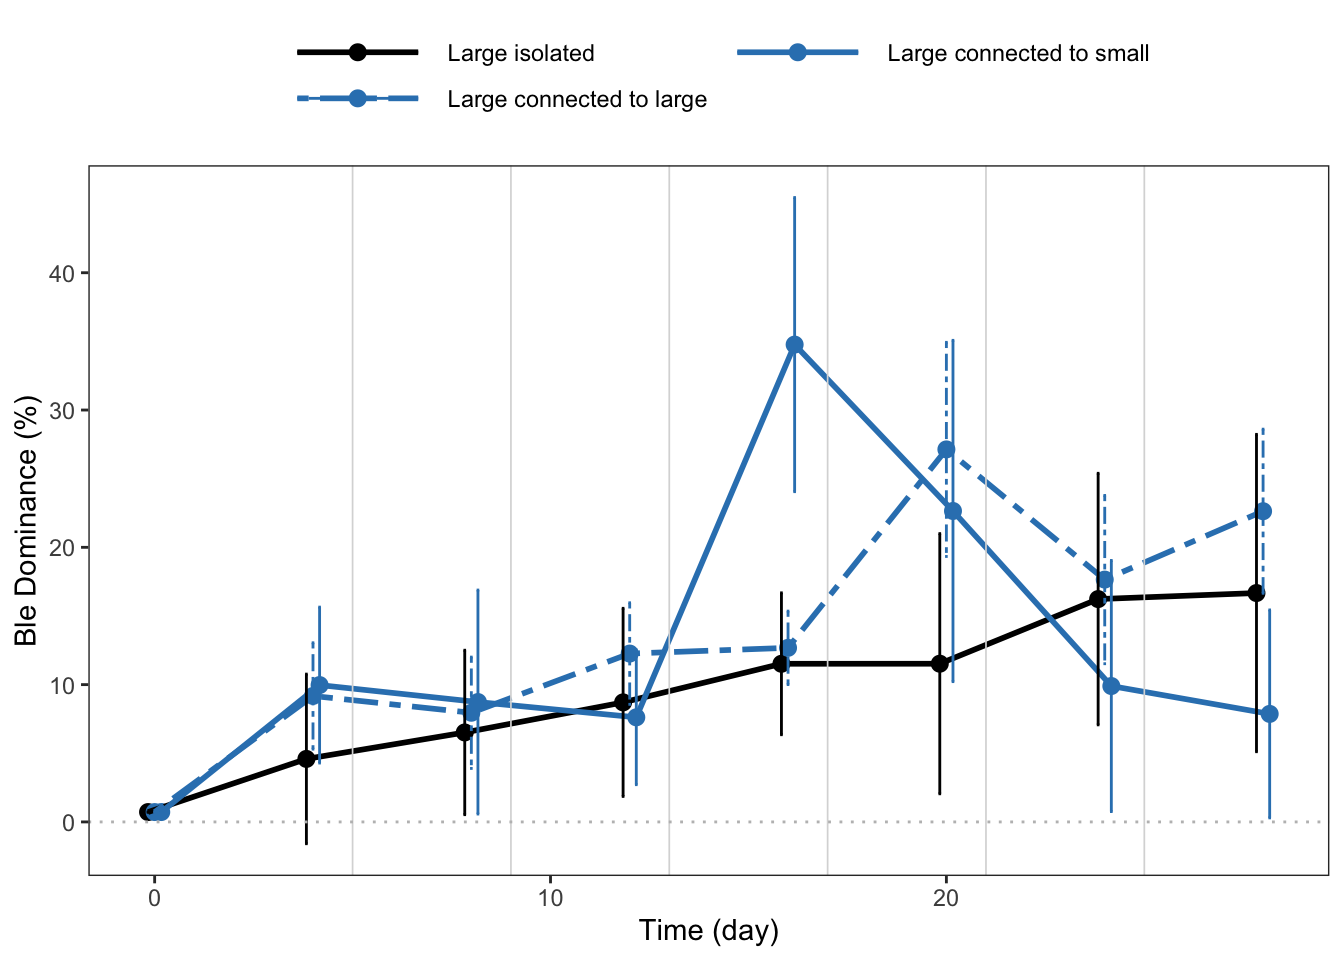 Large isolated
Large connected to small
Large connected to large
Ble Dominance (%)
40
30
20
10
0
0
10
20
Time (day)